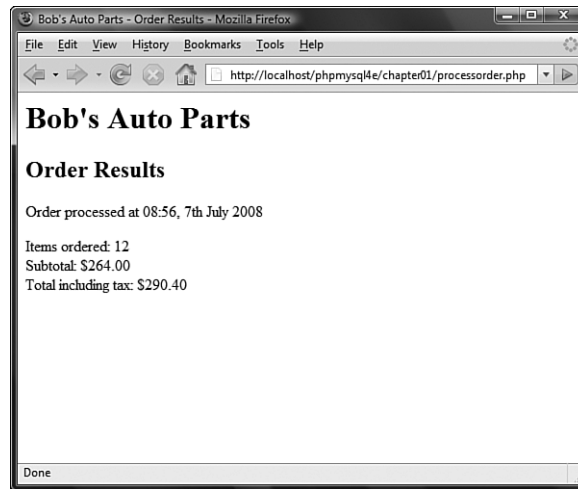 Bob's Auto Parts - Order Results - Mozilla Firefox
File Edit View History Bookmarks Tools Help
http://localhost/phpmysql4e/chapter01/processorder.php
Bob's Auto Parts
Order Results
Order processed at 08:56, 7th July 2008
Items ordered: 12
Subtotal: $264.00
Total including tax: $290.40
Done